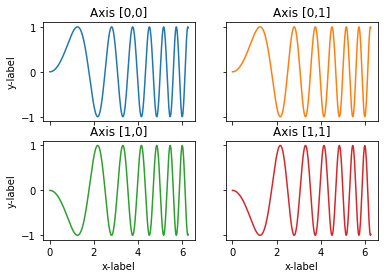 Axis [0,0]
Axis [0,1]
1
0
−1
y-label
Axis [1,0]
Axis [1,1]
1
0
−1
y-label
0 2 4 6
0 2 4 6
x-label
x-label